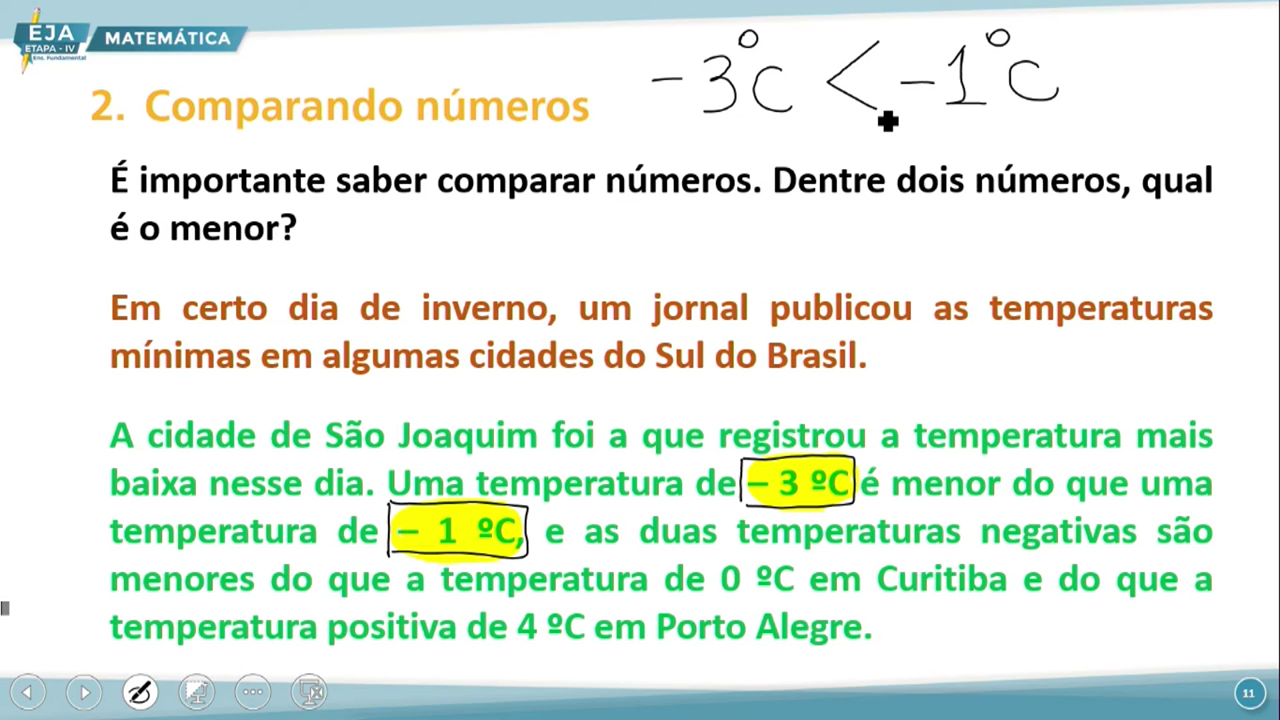 EJA
ETAPA - IV
Ens. Fundamental
MATEMÁTICA
-3°C < -1°C
2. Comparando números
É importante saber comparar números. Dentre dois números, qual
é o menor?
Em certo dia de inverno, um jornal publicou as temperaturas
mínimas em algumas cidades do Sul do Brasil.
A cidade de São Joaquim foi a que registrou a temperatura mais
baixa nesse dia. Uma temperatura de – 3 ºC é menor do que uma
temperatura de – 1 ºC, e as duas temperaturas negativas são
menores do que a temperatura de 0 ºC em Curitiba e do que a
temperatura positiva de 4 ºC em Porto Alegre.
11